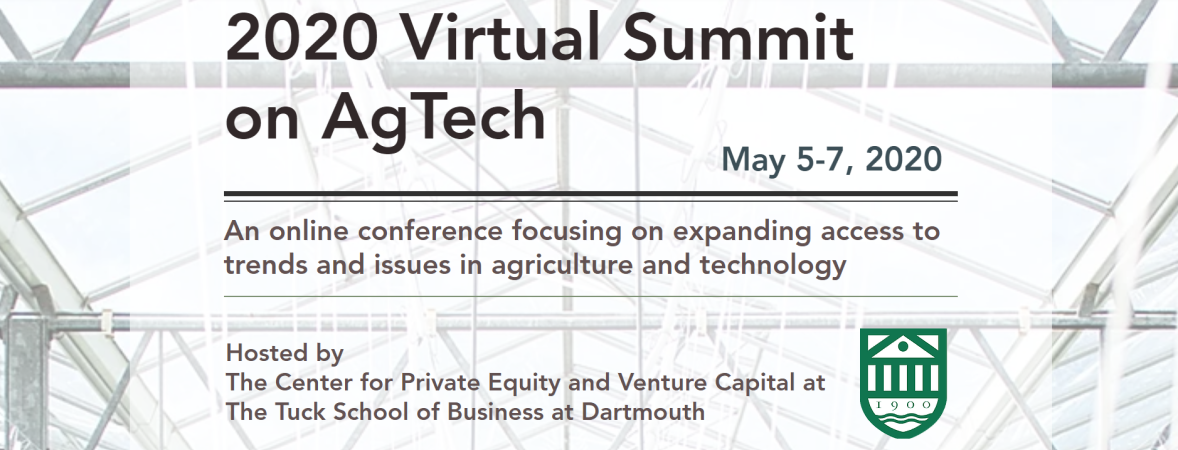 2020 Virtual Summit
on AgTech
May 5-7, 2020
An online conference focusing on expanding access to
trends and issues in agriculture and technology
Hosted by
The Center for Private Equity and Venture Capital at
The Tuck School of Business at Dartmouth
1900